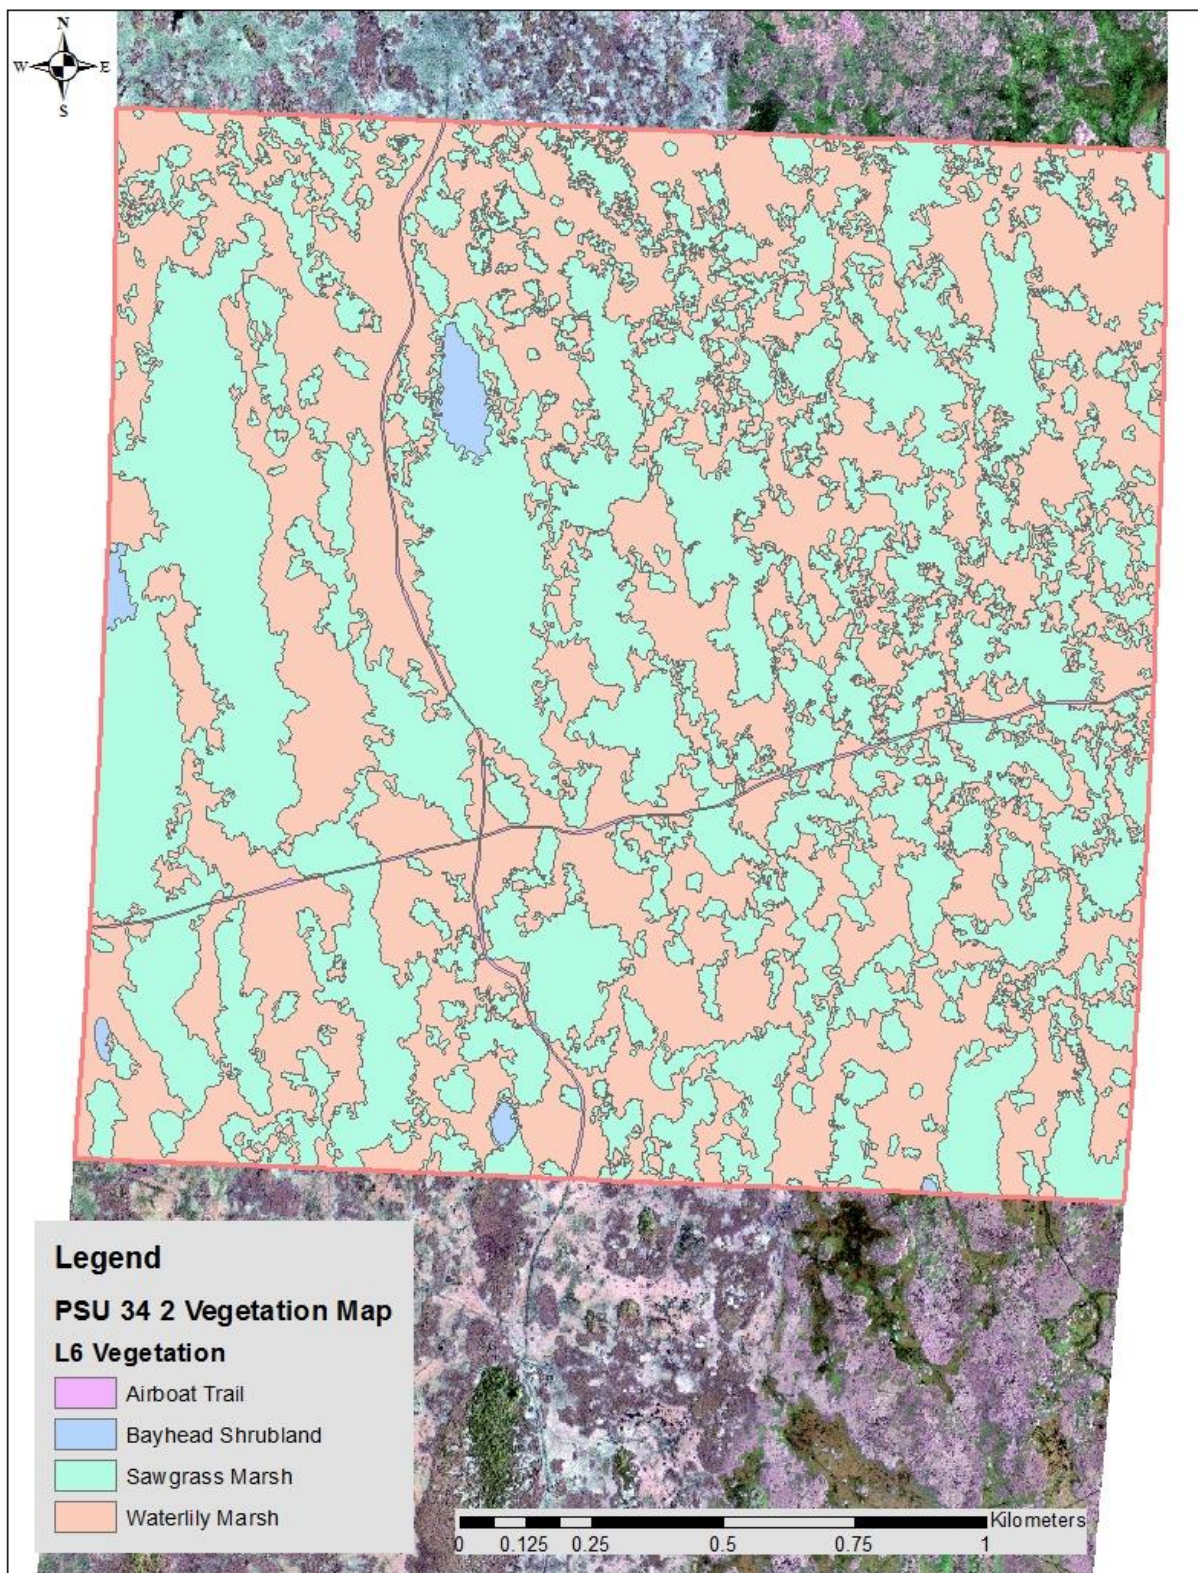 N
W E
S
Legend
PSU 34 2 Vegetation Map
L6 Vegetation
Airboat Trail
Bayhead Shrubland
Sawgrass Marsh
Waterlily Marsh
Kilometers
0 0.125 0.25 0.5 0.75 1